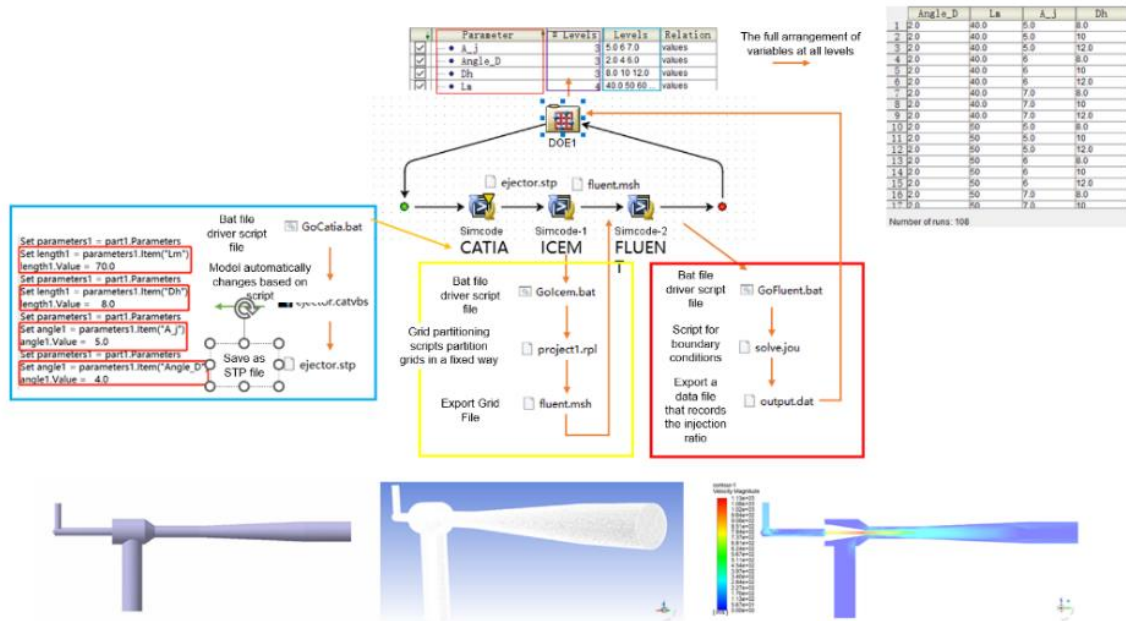 Parameter # Levels Levels Relation
A_j 3 5.0 6 7.0 values
Angle_D 3 2.0 4 6.0 values
Dh 3 8.0 10 12.0 values
Lm 4 40.0 50 60 ... values
The full arrangement of
variables at all levels
Angle_D Lm A_j Dh
1 2.0 40.0 5.0 8.0
2 2.0 40.0 5.0 10
3 2.0 40.0 5.0 12.0
4 2.0 40.0 6 8.0
5 2.0 40.0 6 10
6 2.0 40.0 6 12.0
7 2.0 40.0 7.0 8.0
8 2.0 40.0 7.0 10
9 2.0 40.0 7.0 12.0
10 2.0 50 5.0 8.0
11 2.0 50 5.0 10
12 2.0 50 5.0 12.0
13 2.0 50 6 8.0
14 2.0 50 6 10
15 2.0 50 6 12.0
16 2.0 50 7.0 8.0
17 2.0 50 7.0 10
Number of runs: 108
DOE1
ejector.stp
fluent.msh
Simcode
CATIA
Simcode-1
ICEM
Simcode-2
FLUEN
T
Bat file
driver script
file
GoCatia.bat
Set parameters1 = part1.Parameters
Set length1 = parameters1.Item("Lm")
length1.Value = 70.0
Set parameters1 = part1.Parameters
Set length1 = parameters1.Item("Dh")
length1.Value = 8.0
Set parameters1 = part1.Parameters
Set angle1 = parameters1.Item("A_j")
angle1.Value = 5.0
Set parameters1 = part1.Parameters
Set angle1 = parameters1.Item("Angle_D"
angle1.Value = 4.0
Model automatically
changes based on
script
ejector.catvbs
Save as
STP file
ejector.stp
Bat file
driver script
file
GoIcem.bat
Grid partitioning
scripts partition
grids in a fixed way
project1.rpl
Export Grid
File
fluent.msh
Bat file
driver script
file
GoFluent.bat
Script for
boundary
conditions
solve.jou
Export a
data file
that records
the injection
ratio
output.dat
contour-1
Velocity Magnitude